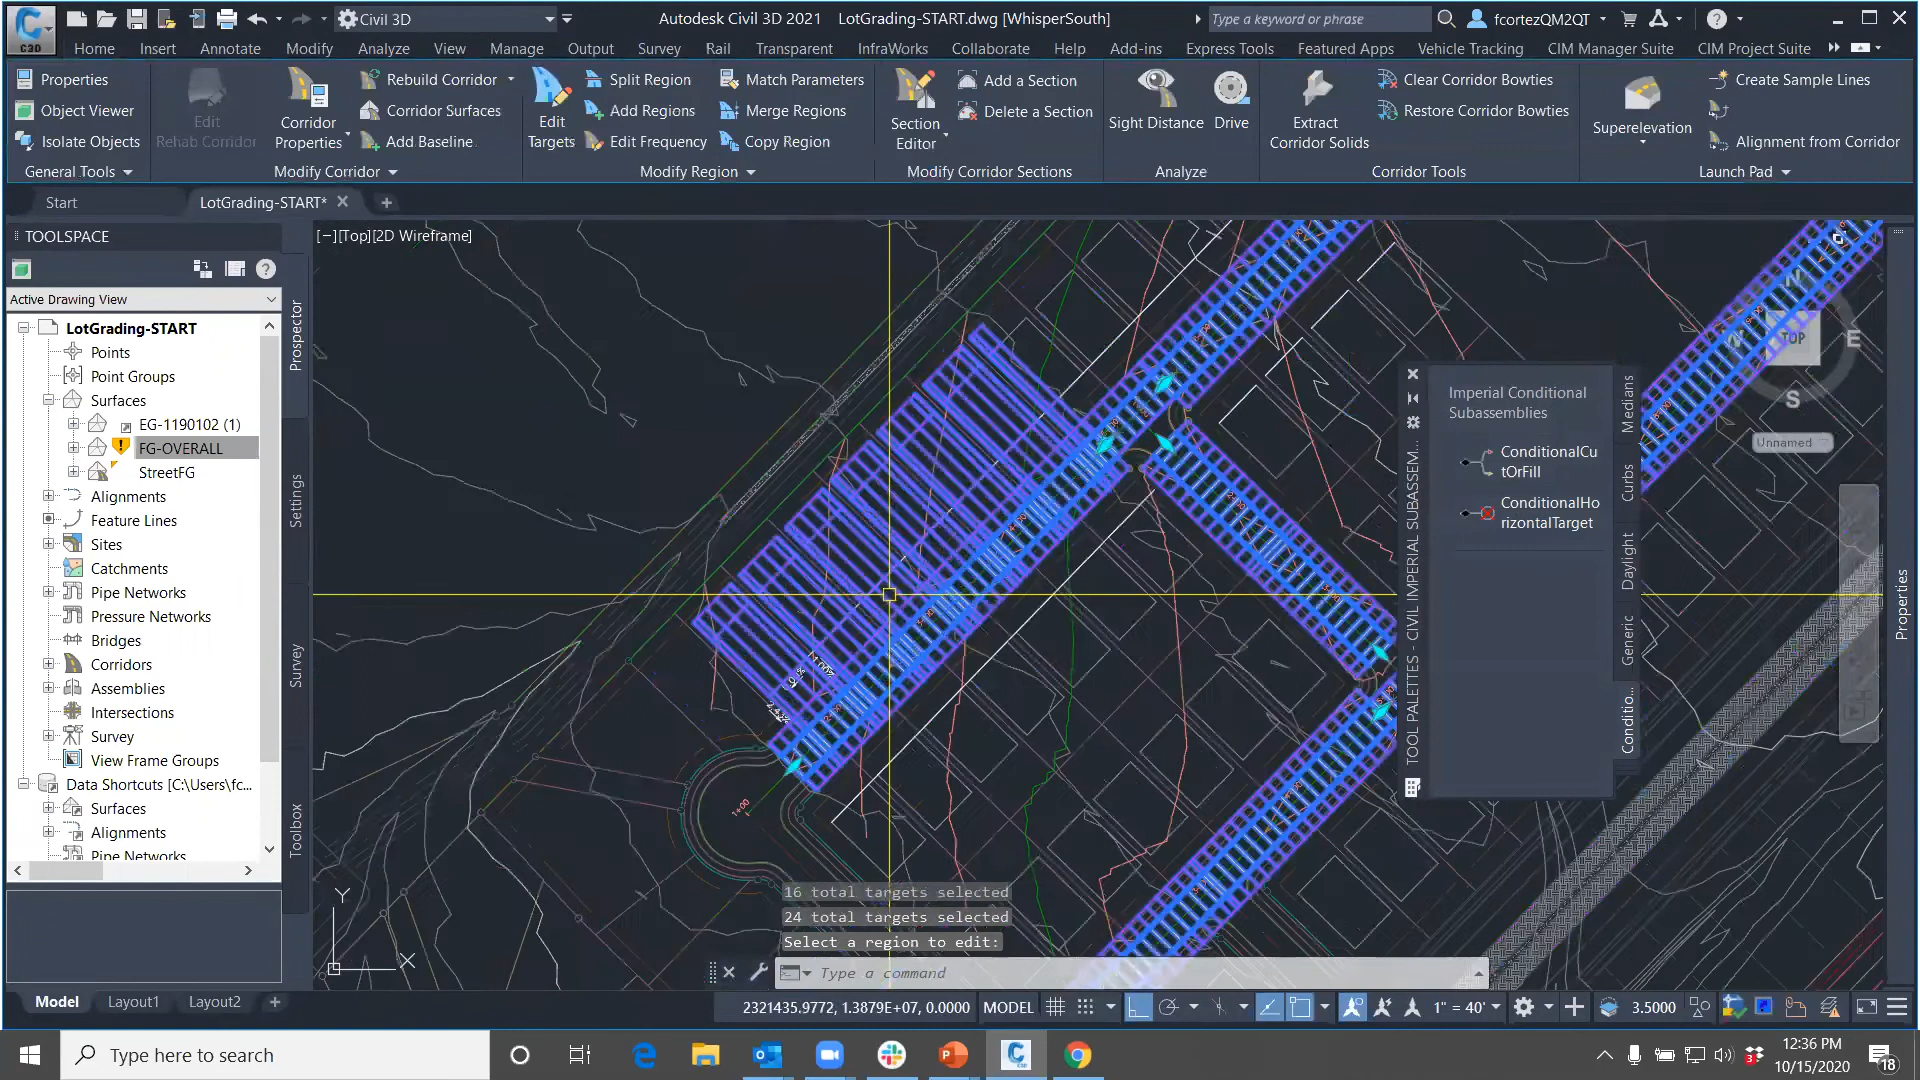 Civil 3D
Autodesk Civil 3D 2021 LotGrading-START.dwg [WhisperSouth]
Type a keyword or phrase
fcortezQM2QT
C3D
Home Insert Annotate Modify Analyze View Manage Output Survey Rail Transparent InfraWorks Collaborate Help Add-ins Express Tools Featured Apps Vehicle Tracking CIM Manager Suite CIM Project Suite
Properties
Object Viewer
Isolate Objects
General Tools
Edit
Rehab Corridor
Corridor
Properties
Rebuild Corridor
Corridor Surfaces
Add Baseline
Modify Corridor
Edit
Targets
Split Region
Add Regions
Edit Frequency
Match Parameters
Merge Regions
Copy Region
Modify Region
Section
Editor
Add a Section
Delete a Section
Modify Corridor Sections
Sight Distance
Drive
Analyze
Extract
Corridor Solids
Clear Corridor Bowties
Restore Corridor Bowties
Corridor Tools
Superelevation
Create Sample Lines
Alignment from Corridor
Launch Pad
Start
LotGrading-START*
TOOLSPACE
Active Drawing View
LotGrading-START
Points
Point Groups
Surfaces
EG-1190102 (1)
FG-OVERALL
StreetFG
Alignments
Feature Lines
Sites
Catchments
Pipe Networks
Pressure Networks
Bridges
Corridors
Assemblies
Intersections
Survey
View Frame Groups
Data Shortcuts [C:\Users\fc...
Surfaces
Alignments
Pipe Networks
Prospector
Settings
Survey
Toolbox
[−][Top][2D Wireframe]
N
TOP
E
S
Unnamed
Imperial Conditional
Subassemblies
ConditionalCu
tOrFill
ConditionalHo
rizontalTarget
TOOL PALETTES - CIVIL IMPERIAL SUBASSEM...
Medians
Curbs
Daylight
Generic
Conditio...
Properties
1+00
Y
X
16 total targets selected
24 total targets selected
Select a region to edit:
Type a command
Model Layout1 Layout2
2321435.9772, 1.3879E+07, 0.0000 MODEL
1" = 40'
3.5000
Type here to search
12:36 PM
10/15/2020
3
18